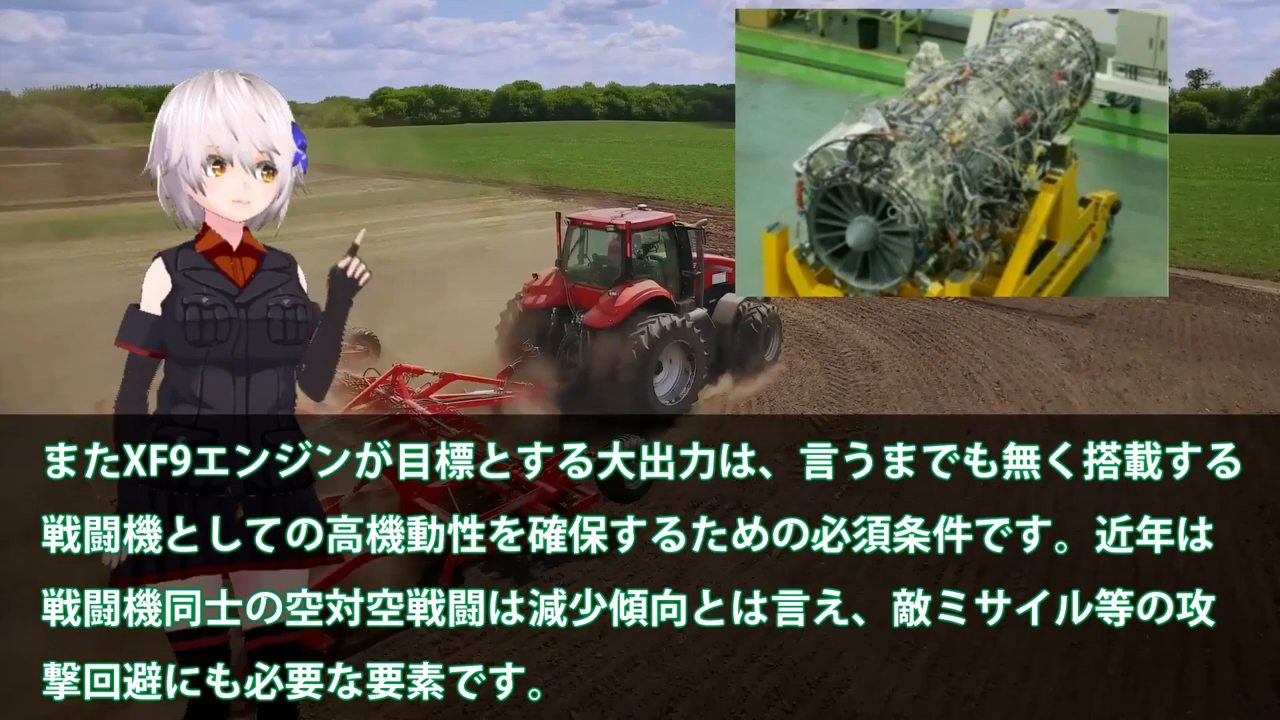 またXF9エンジンが目標とする大出力は、言うまでも無く搭載する
戦闘機としての高機動性を確保するための必須条件です。近年は
戦闘機同士の空対空戦闘は減少傾向とは言え、敵ミサイル等の攻
撃回避にも必要な要素です。